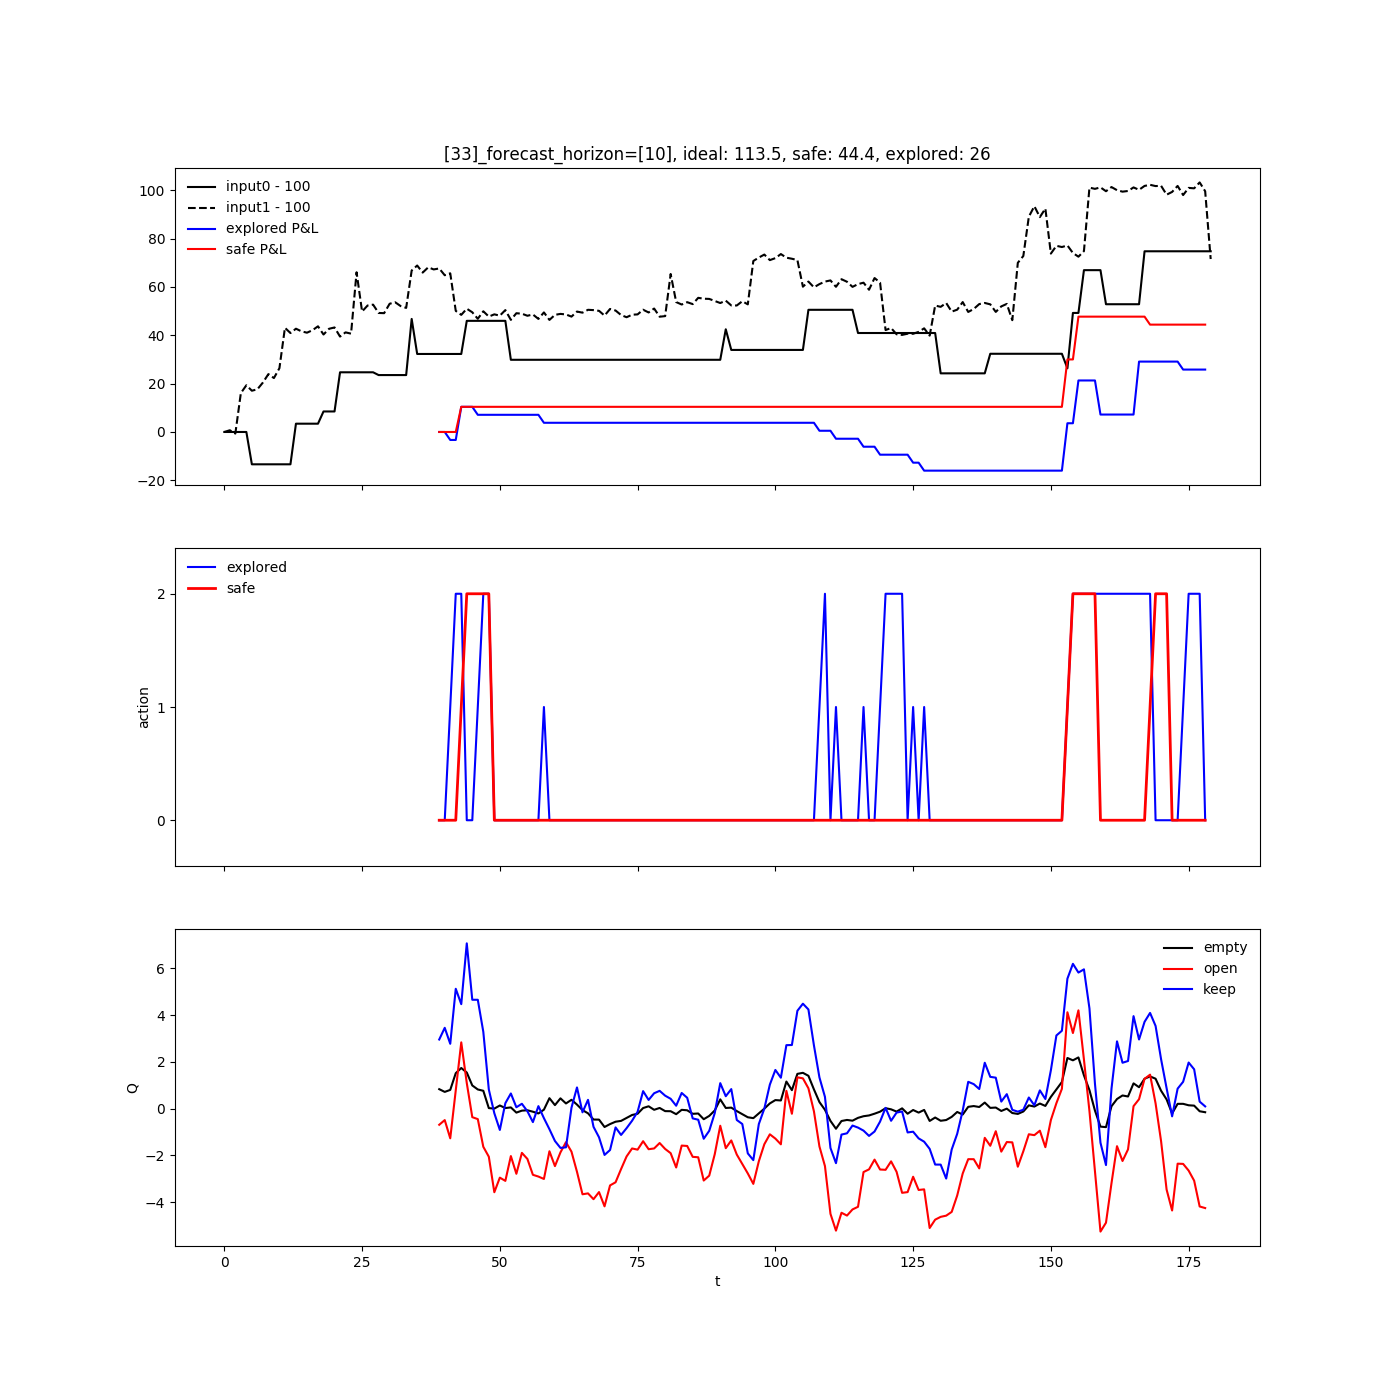 [33]_forecast_horizon=[10], ideal: 113.5, safe: 44.4, explored: 26
input0 - 100
input1 - 100
explored P&L
safe P&L
100
80
60
40
20
0
−20
explored
safe
2
1
0
action
empty
open
keep
6
4
2
0
−2
−4
Q
0 25 50 75 100 125 150 175
t